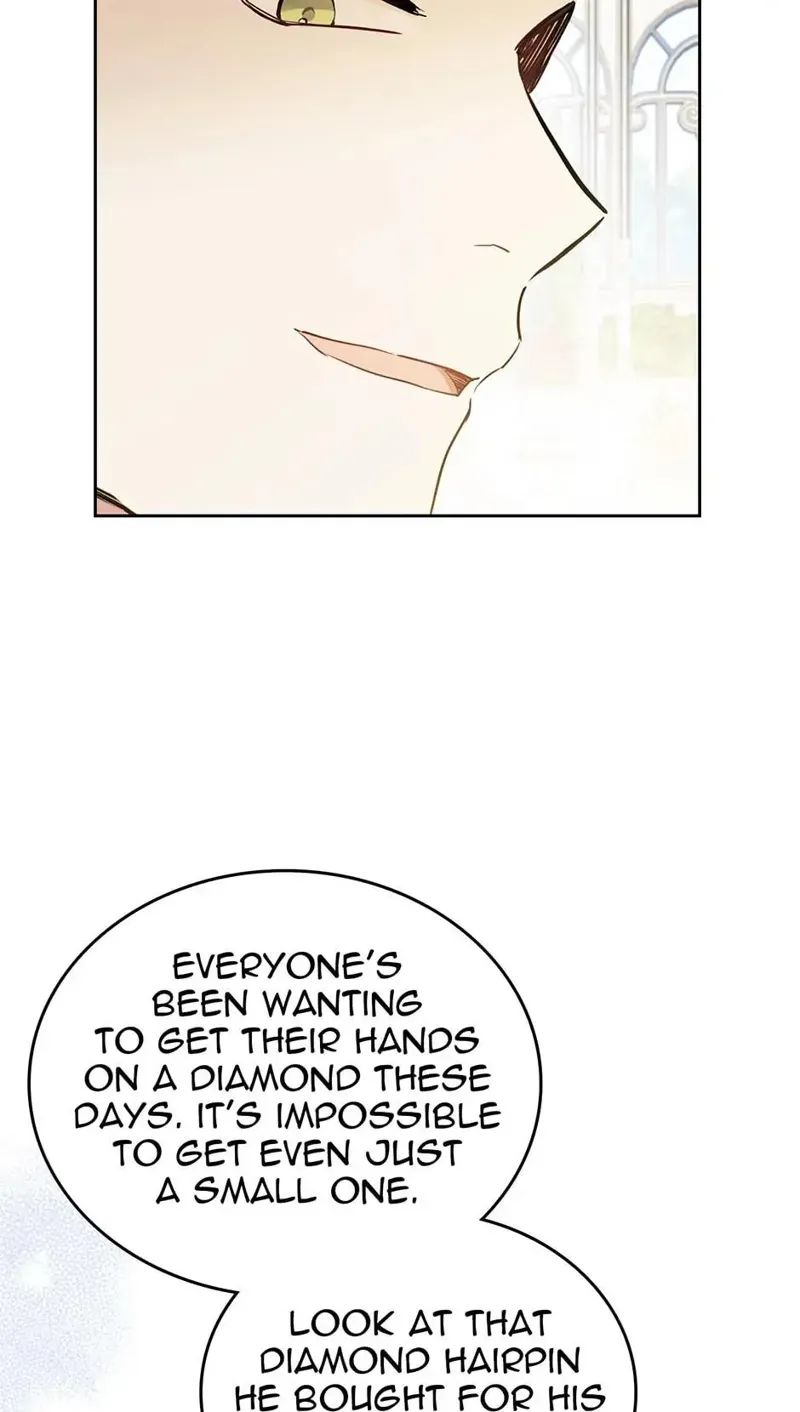 EVERYONE'S
BEEN WANTING
TO GET THEIR HANDS
ON A DIAMOND THESE
DAYS. IT'S IMPOSSIBLE
TO GET EVEN JUST
A SMALL ONE.
LOOK AT THAT
DIAMOND HAIRPIN
HE BOUGHT FOR HIS